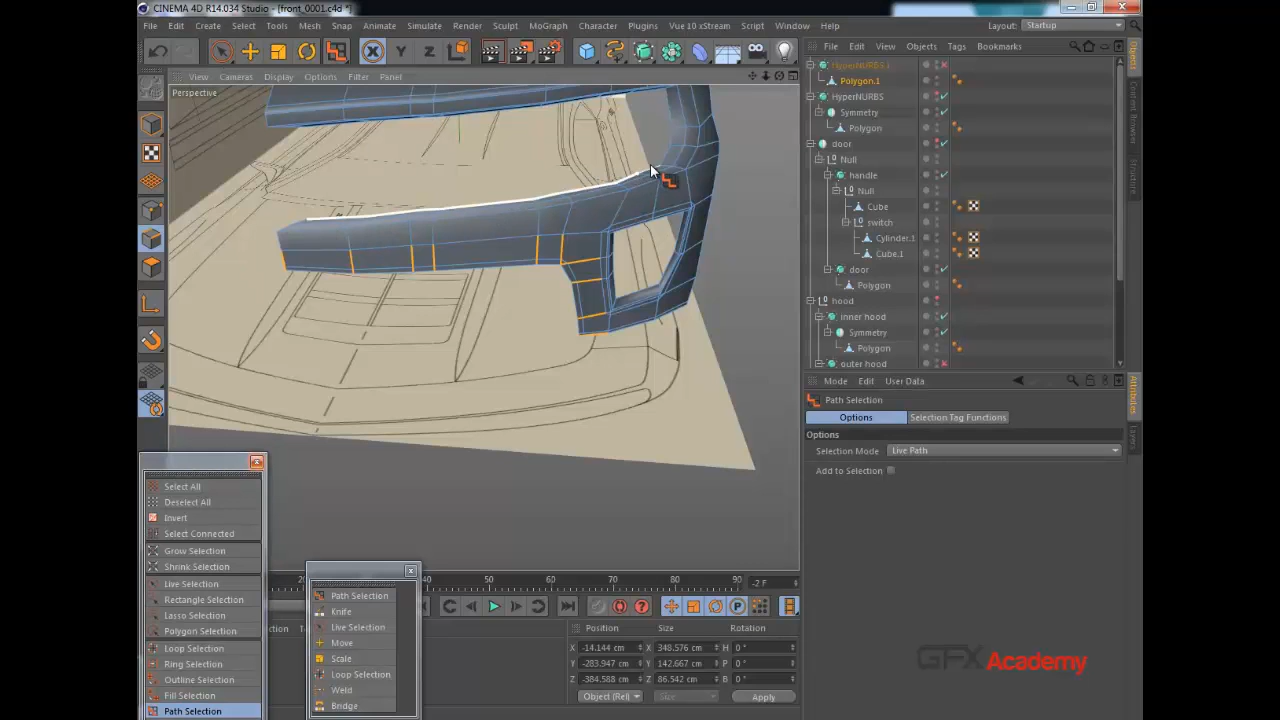 CINEMA 4D R14.034 Studio - [front_0001.c4d *]
File Edit Create Select Tools Mesh Snap Animate Simulate Render Sculpt MoGraph Character Plugins Vue 10 xStream Script Window Help Layout: Startup
X Y Z
File Edit View Objects Tags Bookmarks
View Cameras Display Options Filter Panel
Perspective
HyperNURBS.1
Polygon.1
HyperNURBS
Symmetry
Polygon
door
Null
handle
Null
Cube
switch
Cylinder.1
Cube.1
door
Polygon
hood
inner hood
Symmetry
Polygon
outer hood
Objects
Content Browser
Structure
Mode Edit User Data
Path Selection
Options Selection Tag Functions
Options
Selection Mode Live Path
Add to Selection
Attributes
Layers
Select All
Deselect All
Invert
Select Connected
Grow Selection
Shrink Selection
Live Selection
Rectangle Selection
Lasso Selection
Polygon Selection
Loop Selection
Ring Selection
Outline Selection
Fill Selection
Path Selection
Path Selection
Knife
Live Selection
Move
Scale
Loop Selection
Weld
Bridge
40 50 60 70 80 90 -2 F
Position Size Rotation
X -14.144 cm X 348.576 cm H 0 °
Y -283.947 cm Y 142.667 cm P 0 °
Z -384.588 cm Z 86.542 cm B 0 °
Object (Rel) Size Apply
GFX Academy